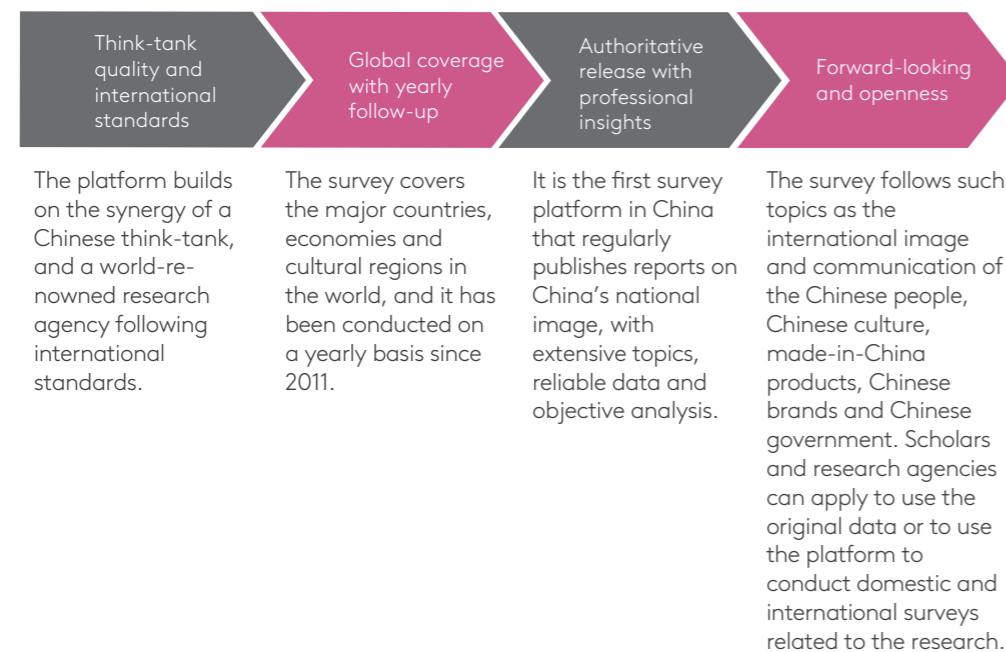 Think-tank
quality and
international
standards
Global coverage
with yearly
follow-up
Authoritative
release with
professional
insights
Forward-looking
and openness
The platform builds
on the synergy of a
Chinese think-tank,
and a world-re-
nowned research
agency following
international
standards.
The survey covers
the major countries,
economies and
cultural regions in
the world, and it has
been conducted on
a yearly basis since
2011.
It is the first survey
platform in China
that regularly
publishes reports on
China's national
image, with
extensive topics,
reliable data and
objective analysis.
The survey follows such
topics as the
international image
and communication of
the Chinese people,
Chinese culture,
made-in-China
products, Chinese
brands and Chinese
government. Scholars
and research agencies
can apply to use the
original data or to use
the platform to
conduct domestic and
international surveys
related to the research.